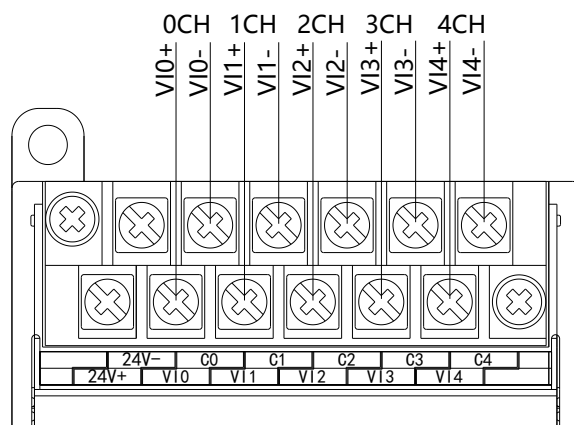 0CH 1CH 2CH 3CH 4CH
VI0+ VI0- VI1+ VI1- VI2+ VI2- VI3+ VI3- VI4+ VI4-
24V- C0 C1 C2 C3 C4
24V+ VI0 VI1 VI2 VI3 VI4